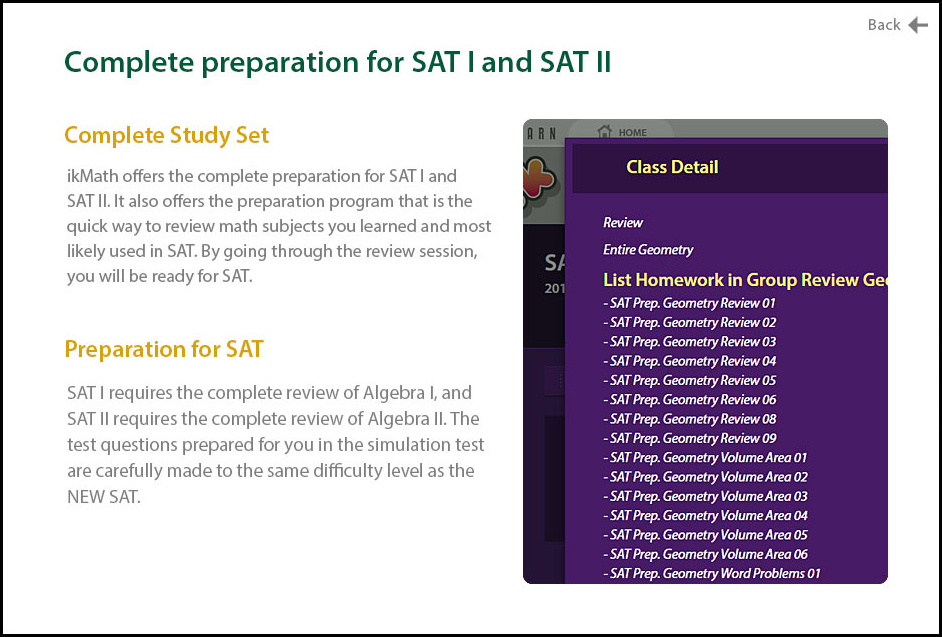 Back
Complete preparation for SAT I and SAT II
Complete Study Set
ikMath offers the complete preparation for SAT I and
SAT II. It also offers the preparation program that is the
quick way to review math subjects you learned and most
likely used in SAT. By going through the review session,
you will be ready for SAT.
Preparation for SAT
SAT I requires the complete review of Algebra I, and
SAT II requires the complete review of Algebra II. The
test questions prepared for you in the simulation test
are carefully made to the same difficulty level as the
NEW SAT.
ARN
HOME
Class Detail
Review
Entire Geometry
List Homework in Group Review
- SAT Prep. Geometry Review 01
- SAT Prep. Geometry Review 02
- SAT Prep. Geometry Review 03
- SAT Prep. Geometry Review 04
- SAT Prep. Geometry Review 05
- SAT Prep. Geometry Review 06
- SAT Prep. Geometry Review 08
- SAT Prep. Geometry Review 09
- SAT Prep. Geometry Volume Area 01
- SAT Prep. Geometry Volume Area 02
- SAT Prep. Geometry Volume Area 03
- SAT Prep. Geometry Volume Area 04
- SAT Prep. Geometry Volume Area 05
- SAT Prep. Geometry Volume Area 06
- SAT Prep. Geometry Word Problems 01